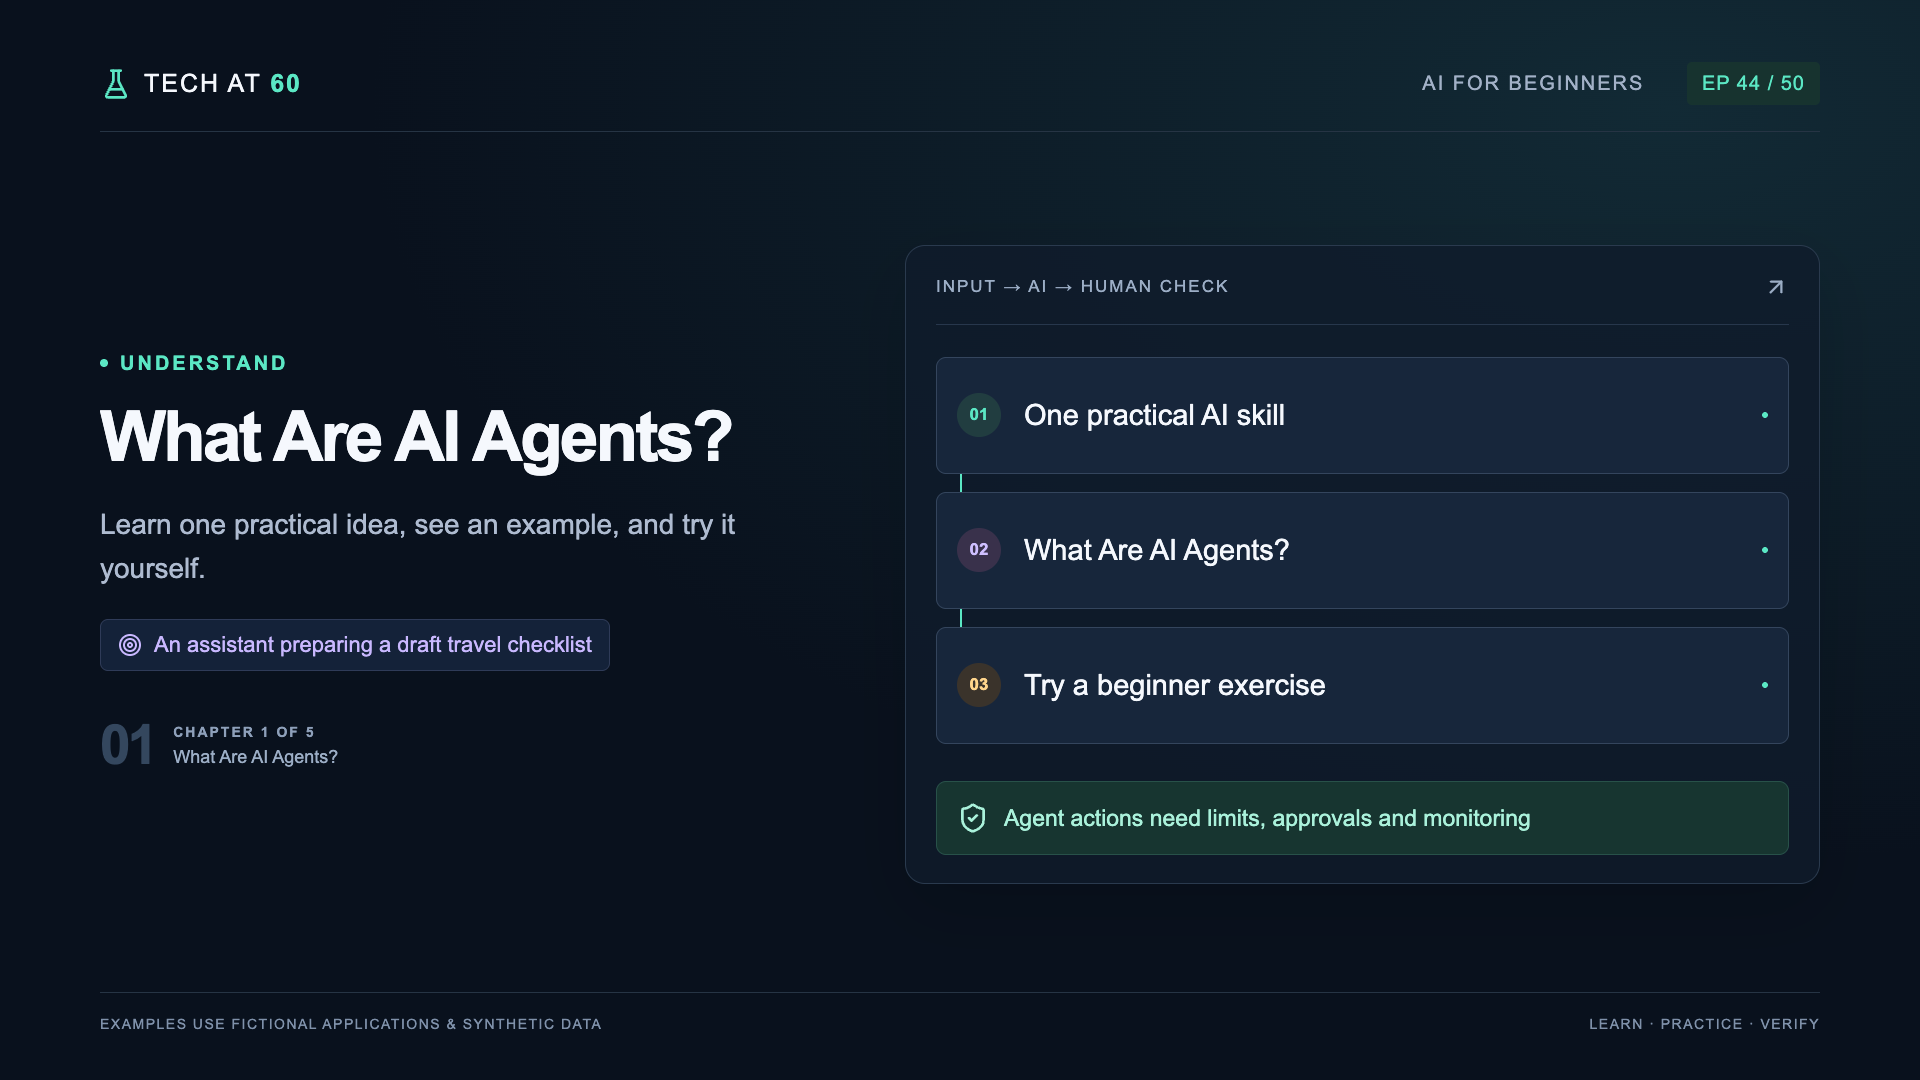 TECH AT 60
AI FOR BEGINNERS
EP 44 / 50
UNDERSTAND
What Are AI Agents?
Learn one practical idea, see an example, and try it
yourself.
An assistant preparing a draft travel checklist
01
CHAPTER 1 OF 5
What Are AI Agents?
INPUT → AI → HUMAN CHECK
01 One practical AI skill
02 What Are AI Agents?
03 Try a beginner exercise
Agent actions need limits, approvals and monitoring
EXAMPLES USE FICTIONAL APPLICATIONS & SYNTHETIC DATA
LEARN · PRACTICE · VERIFY